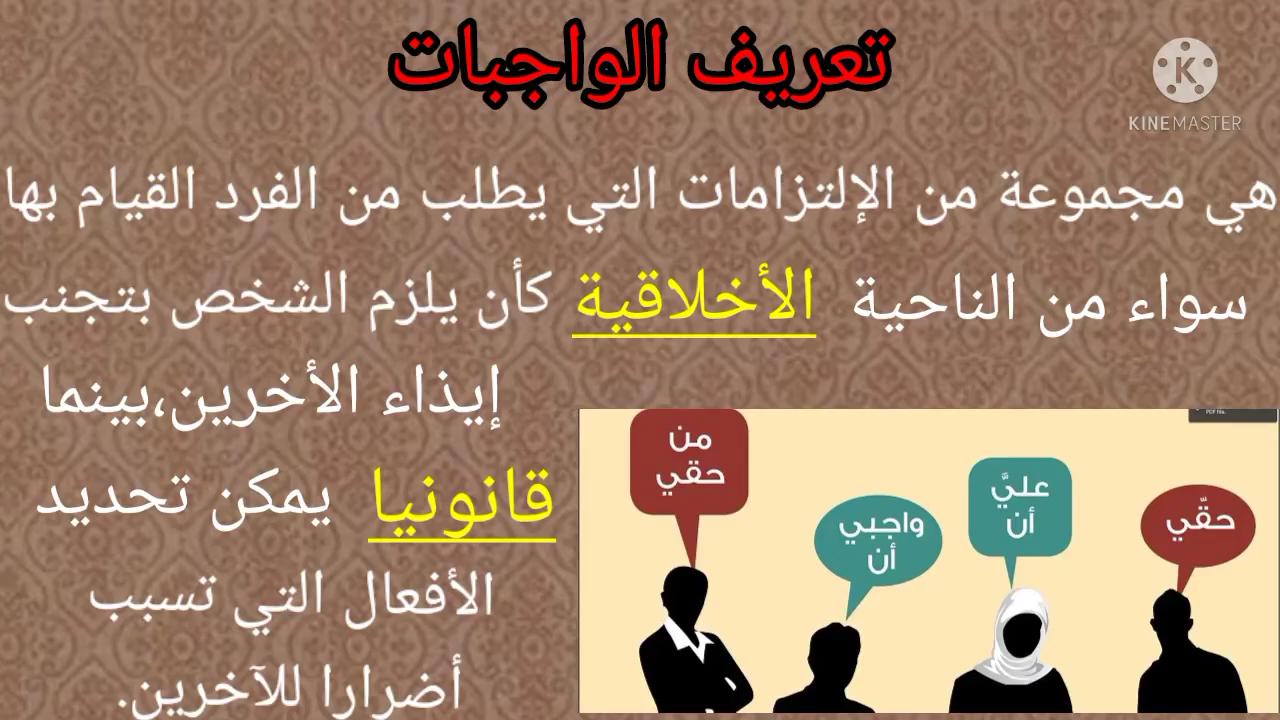 تعريف الواجبات
KINEMASTER
هي مجموعة من الإلتزامات التي يطلب من الفرد القيام بها
سواء من الناحية الأخلاقية كأن يلزم الشخص بتجنب
إيذاء الأخرين،بينما
قانونيا يمكن تحديد
الأفعال التي تسبب
أضرارا للآخرين.
PDF file.
حقّي
عليَّ
أن
واجبي
أن
من
حقي